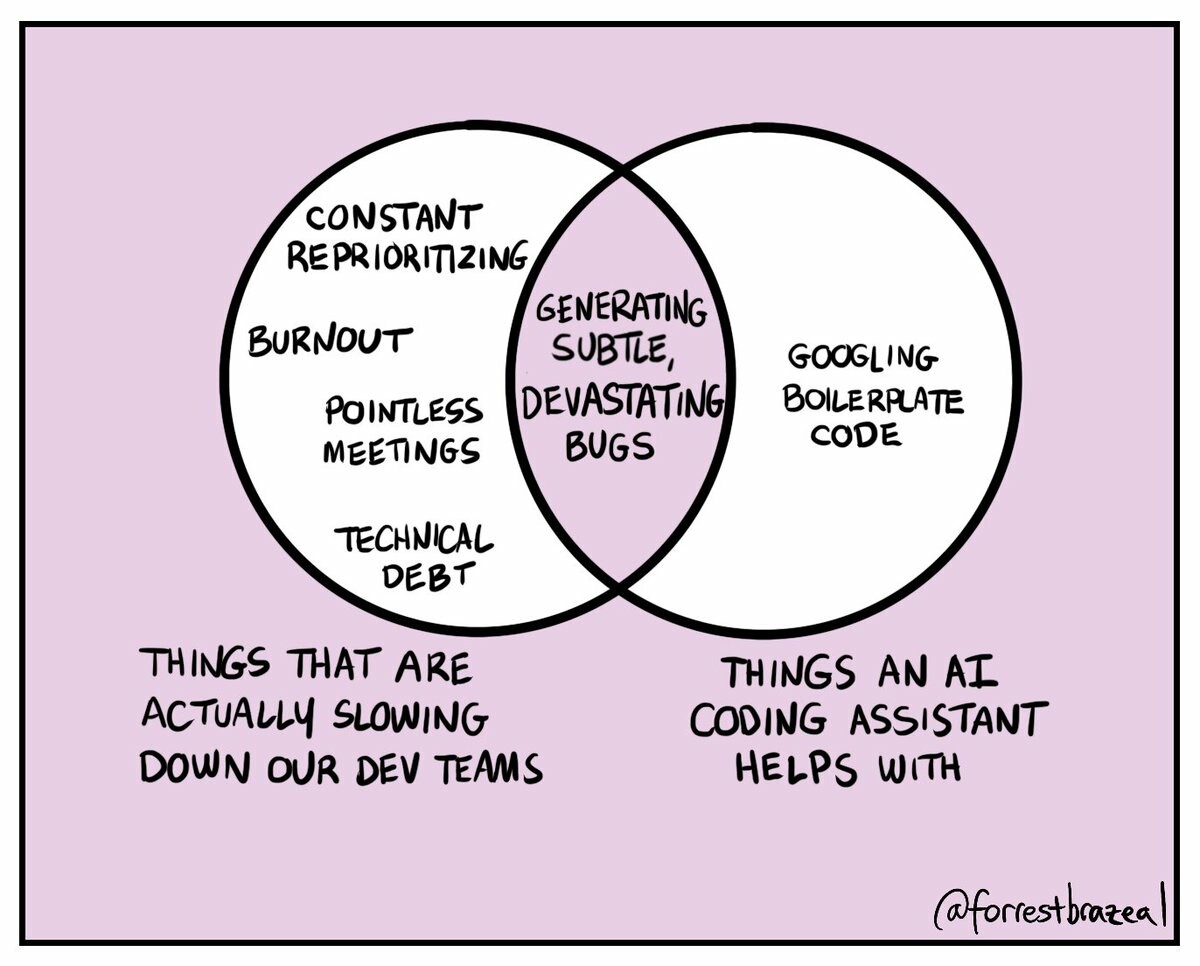 CONSTANT
REPRIORITIZING
BURNOUT
POINTLESS
MEETINGS
TECHNICAL
DEBT
GENERATING
SUBTLE,
DEVASTATING
BUGS
GOOGLING
BOILERPLATE
CODE
THINGS THAT ARE
ACTUALLY SLOWING
DOWN OUR DEV TEAMS
THINGS AN AI
CODING ASSISTANT
HELPS WITH
@forrestbrazeal